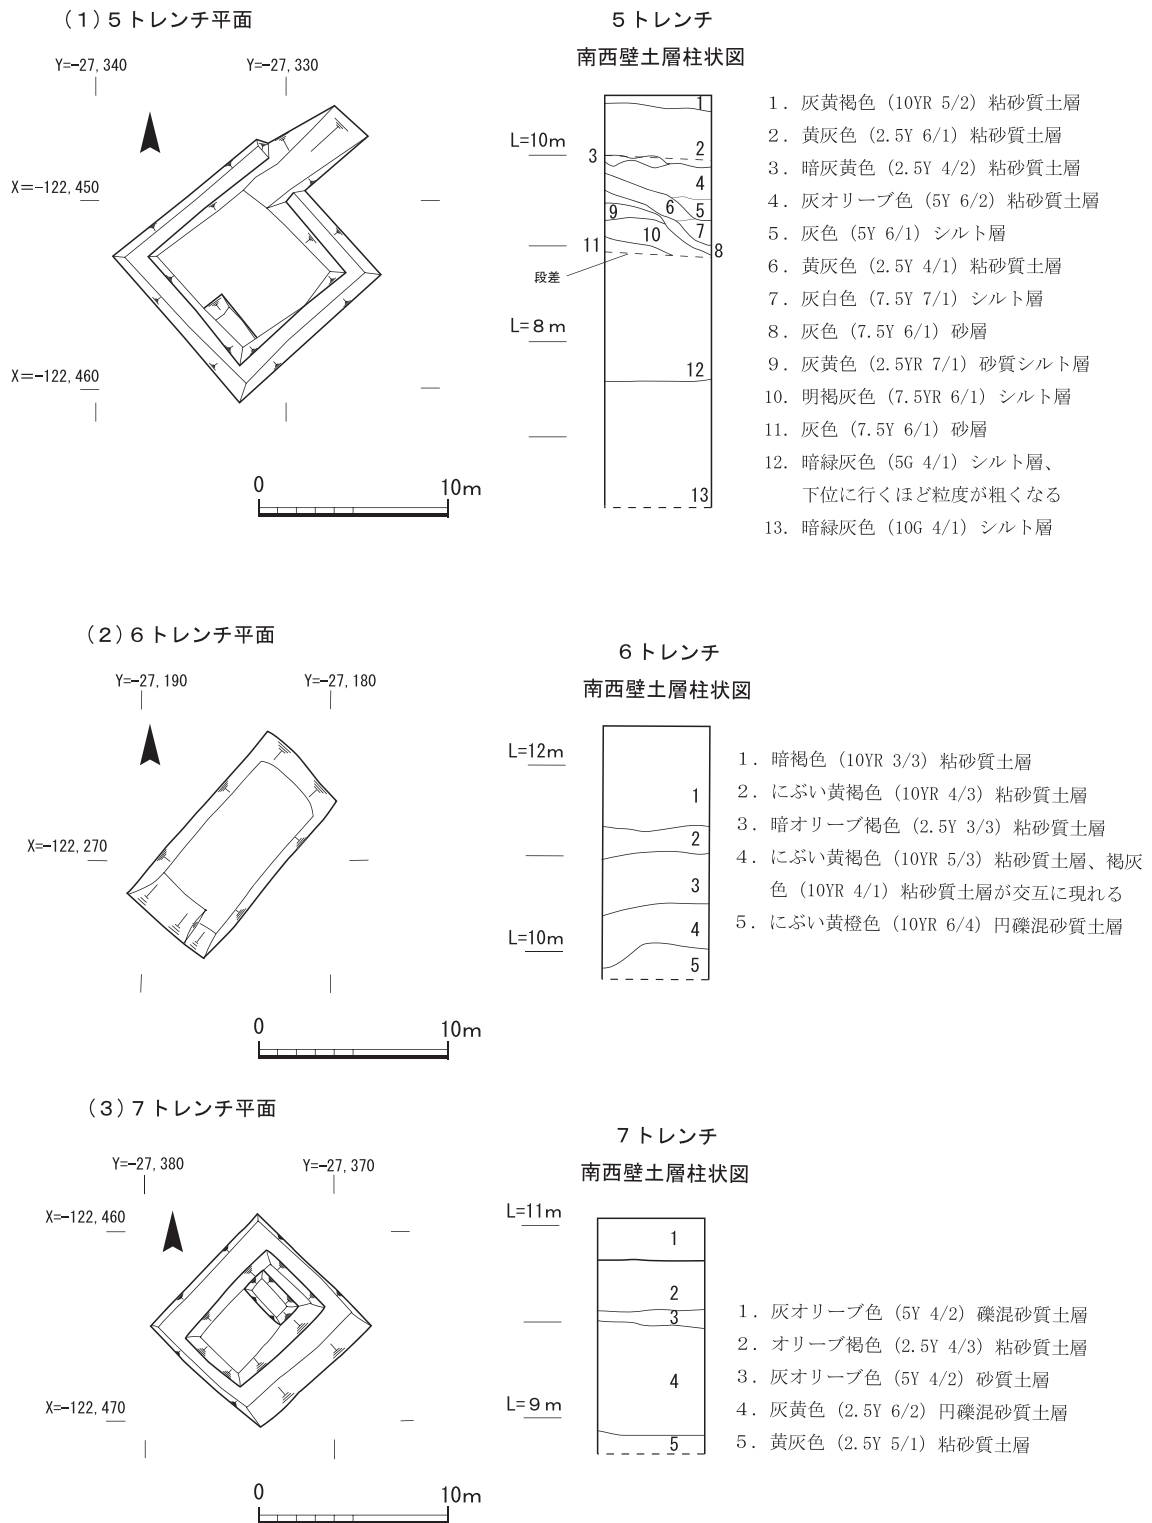 (1)5トレンチ平面
Y=-27,340
Y=-27,330
X=-122,450
X=-122,460
0
10m
5トレンチ
南西壁土層柱状図
L=10m
L=8m
段差
1
2
3
4
5
6
7
8
9
10
11
12
13
1．灰黄褐色（10YR 5/2）粘砂質土層
2．黄灰色（2.5Y 6/1）粘砂質土層
3．暗灰黄色（2.5Y 4/2）粘砂質土層
4．灰オリーブ色（5Y 6/2）粘砂質土層
5．灰色（5Y 6/1）シルト層
6．黄灰色（2.5Y 4/1）粘砂質土層
7．灰白色（7.5Y 7/1）シルト層
8．灰色（7.5Y 6/1）砂層
9．灰黄色（2.5YR 7/1）砂質シルト層
10．明褐灰色（7.5YR 6/1）シルト層
11．灰色（7.5Y 6/1）砂層
12．暗緑灰色（5G 4/1）シルト層、
下位に行くほど粒度が粗くなる
13．暗緑灰色（10G 4/1）シルト層
(2)6トレンチ平面
Y=-27,190
Y=-27,180
X=-122,270
0
10m
6トレンチ
南西壁土層柱状図
L=12m
L=10m
1
2
3
4
5
1．暗褐色（10YR 3/3）粘砂質土層
2．にぶい黄褐色（10YR 4/3）粘砂質土層
3．暗オリーブ褐色（2.5Y 3/3）粘砂質土層
4．にぶい黄褐色（10YR 5/3）粘砂質土層、褐灰
色（10YR 4/1）粘砂質土層が交互に現れる
5．にぶい黄橙色（10YR 6/4）円礫混砂質土層
(3)7トレンチ平面
Y=-27,380
Y=-27,370
X=-122,460
X=-122,470
0
10m
7トレンチ
南西壁土層柱状図
L=11m
L=9m
1
2
3
4
5
1．灰オリーブ色（5Y 4/2）礫混砂質土層
2．オリーブ褐色（2.5Y 4/3）粘砂質土層
3．灰オリーブ色（5Y 4/2）砂質土層
4．灰黄色（2.5Y 6/2）円礫混砂質土層
5．黄灰色（2.5Y 5/1）粘砂質土層